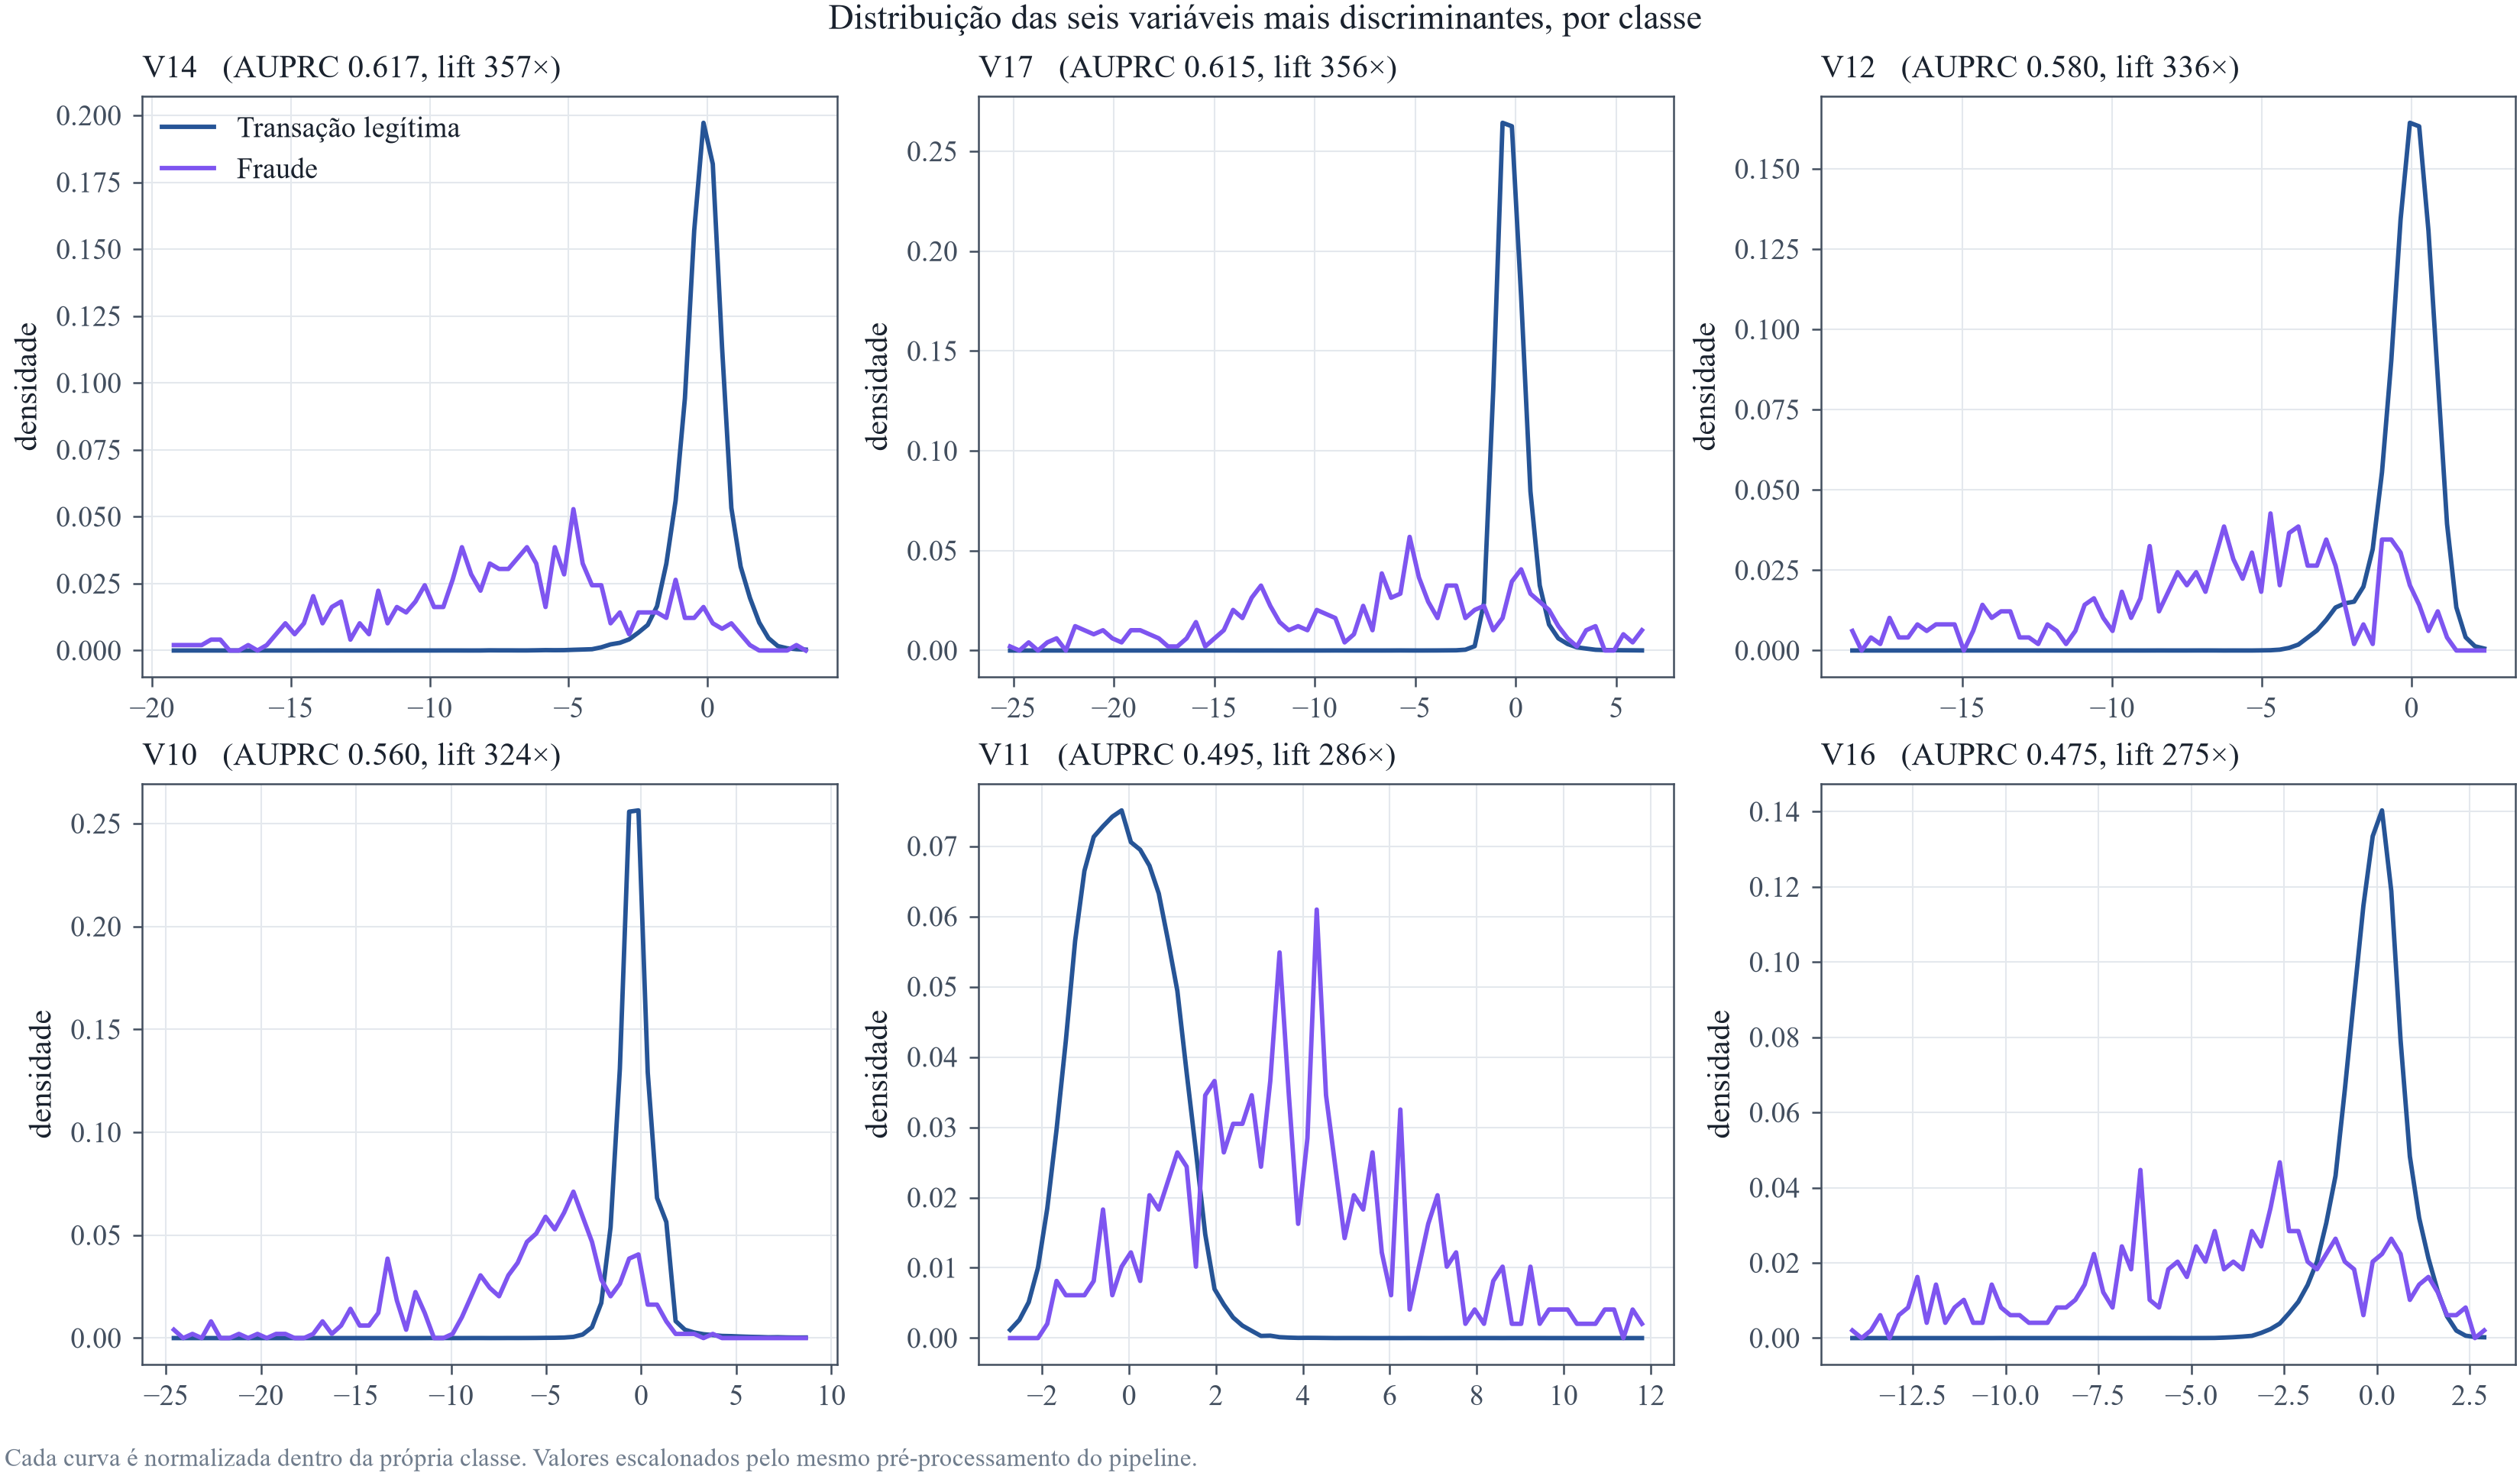 Distribuição das seis variáveis mais discriminantes, por classe
V14 (AUPRC 0.617, lift 357×)
densidade
0.200
0.175
0.150
0.125
0.100
0.075
0.050
0.025
0.000
Transação legítima
Fraude
−20 −15 −10 −5 0
V17 (AUPRC 0.615, lift 356×)
densidade
0.25
0.20
0.15
0.10
0.05
0.00
−25 −20 −15 −10 −5 0 5
V12 (AUPRC 0.580, lift 336×)
densidade
0.150
0.125
0.100
0.075
0.050
0.025
0.000
−15 −10 −5 0
V10 (AUPRC 0.560, lift 324×)
densidade
0.25
0.20
0.15
0.10
0.05
0.00
−25 −20 −15 −10 −5 0 5 10
V11 (AUPRC 0.495, lift 286×)
densidade
0.07
0.06
0.05
0.04
0.03
0.02
0.01
0.00
−2 0 2 4 6 8 10 12
V16 (AUPRC 0.475, lift 275×)
densidade
0.14
0.12
0.10
0.08
0.06
0.04
0.02
0.00
−12.5 −10.0 −7.5 −5.0 −2.5 0.0 2.5
Cada curva é normalizada dentro da própria classe. Valores escalonados pelo mesmo pré-processamento do pipeline.